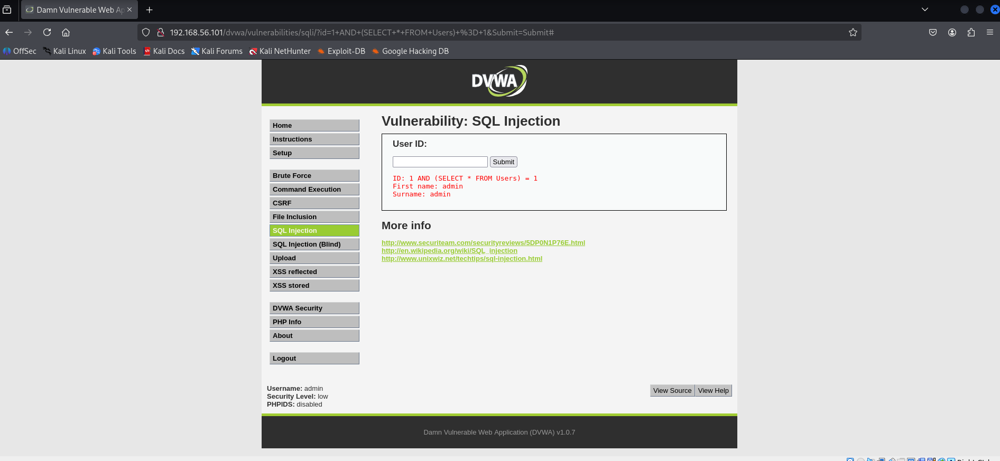 Damn Vulnerable Web Ap
192.168.56.101/dvwa/vulnerabilities/sqli/?id=1+AND+(SELECT+*+FROM+Users)+%3D+1&Submit=Submit#
OffSec Kali Linux Kali Tools Kali Docs Kali Forums Kali NetHunter Exploit-DB Google Hacking DB
DVWA
Home
Instructions
Setup
Brute Force
Command Execution
CSRF
File Inclusion
SQL Injection
SQL Injection (Blind)
Upload
XSS reflected
XSS stored
DVWA Security
PHP Info
About
Logout
Vulnerability: SQL Injection
User ID:
Submit
ID: 1 AND (SELECT * FROM Users) = 1
First name: admin
Surname: admin
More info
http://www.securiteam.com/securityreviews/5DP0N1P76E.html
http://en.wikipedia.org/wiki/SQL_injection
http://www.unixwiz.net/techtips/sql-injection.html
Username: admin
Security Level: low
PHPIDS: disabled
View Source View Help
Damn Vulnerable Web Application (DVWA) v1.0.7